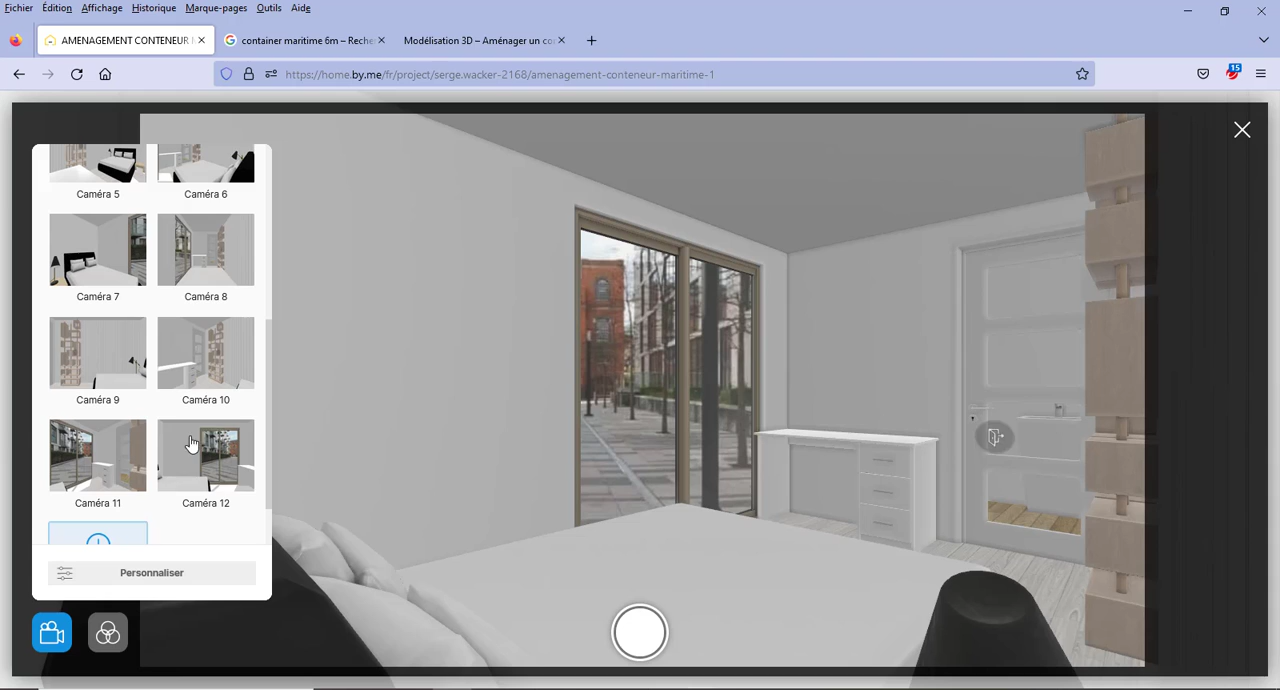 Fichier Édition Affichage Historique Marque-pages Outils Aide
AMENAGEMENT CONTENEUR container maritime 6m – Reche Modélisation 3D – Aménager un co
https://home.by.me/fr/project/serge.wacker-2168/amenagement-conteneur-maritime-1
15
Caméra 5 Caméra 6
Caméra 7 Caméra 8
Caméra 9 Caméra 10
Caméra 11 Caméra 12
Personnaliser